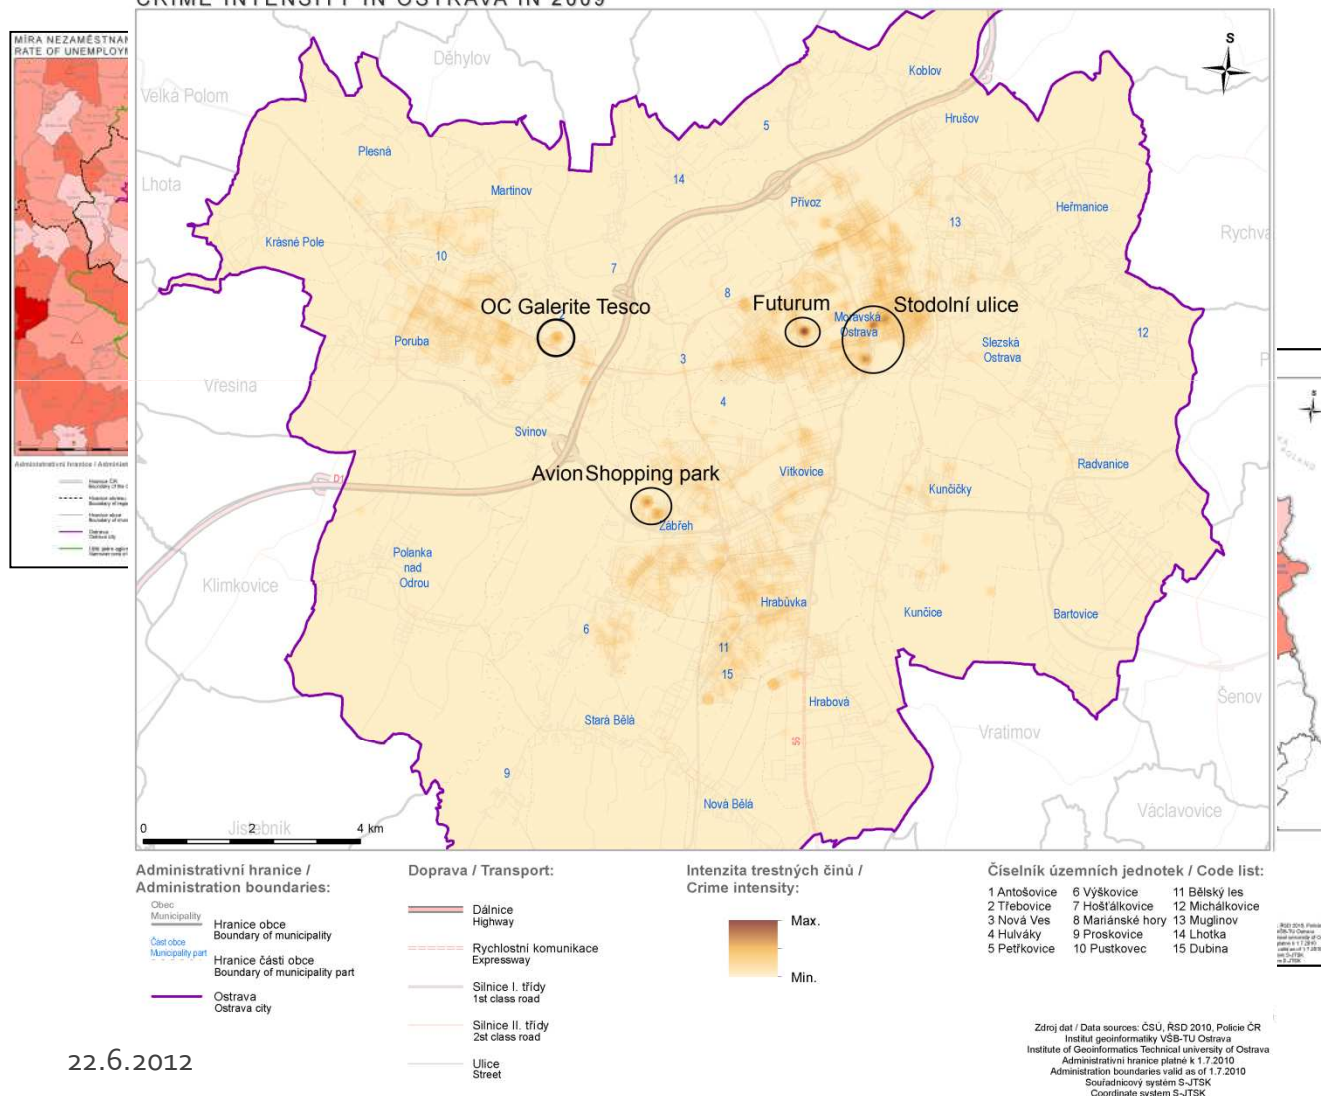 CRIME INTENSITY IN OSTRAVA IN 2009
MÍRA NEZAMĚSTNAN
RATE OF UNEMPLOYM
S
Děhylov
Koblov
Velká Polom
Hrušov
5
Plesná
14
Lhota
Martinov
Přívoz
Heřmanice
13
Rychva
Krásné Pole
10
7
8
OC Galerite Tesco
Futurum
Stodolní ulice
2
Moravská
Ostrava
12
Poruba
Slezská
Ostrava
3
Vřesina
4
Svinov
Radvanice
Avion Shopping park
Vítkovice
Kunčičky
D1
Zábřeh
POLAND
Polanka
nad
Odrou
Klimkovice
Hrabůvka
Kunčice
Bartovice
6
11
15
Šenov
Hrabová
Stará Bělá
Vratimov
56
9
Nová Bělá
Václavovice
Jistebník
0 2 4 km
Administrativní hranice /
Administration boundaries:
Obec
Municipality
Hranice obce
Boundary of municipality
Část obce
Municipality part
Hranice části obce
Boundary of municipality part
Ostrava
Ostrava city
Doprava / Transport:
Dálnice
Highway
Rychlostní komunikace
Expressway
Silnice I. třídy
1st class road
Silnice II. třídy
2st class road
Ulice
Street
Intenzita trestných činů /
Crime intensity:
Max.
Min.
Číselník územních jednotek / Code list:
1 Antošovice 6 Výškovice 11 Bělský les
2 Třebovice 7 Hošťálkovice 12 Michálkovice
3 Nová Ves 8 Mariánské hory 13 Muglinov
4 Hulváky 9 Proskovice 14 Lhotka
5 Petřkovice 10 Pustkovec 15 Dubina
Zdroj dat / Data sources: ČSÚ, ŘSD 2010, Policie ČR
Institut geoinformatiky VŠB-TU Ostrava
Institute of Geoinformatics Technical university of Ostrava
Administrativní hranice platné k 1.7.2010
Administration boundaries valid as of 1.7.2010
Souřadnicový systém S-JTSK
Coordinate system S-JTSK
22.6.2012